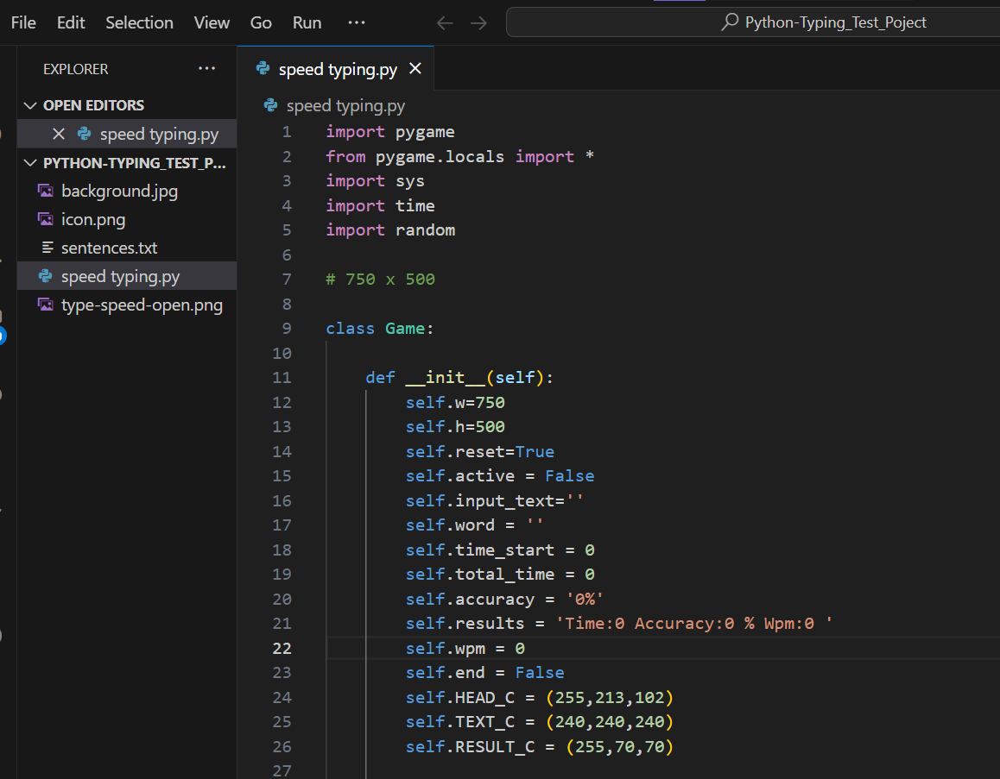 File Edit Selection View Go Run ···
Python-Typing_Test_Poject
EXPLORER ···
OPEN EDITORS
speed typing.py
PYTHON-TYPING_TEST_P...
background.jpg
icon.png
sentences.txt
speed typing.py
type-speed-open.png
speed typing.py
speed typing.py
1 import pygame
2 from pygame.locals import *
3 import sys
4 import time
5 import random
6
7 # 750 x 500
8
9 class Game:
10
11 def __init__(self):
12 self.w=750
13 self.h=500
14 self.reset=True
15 self.active = False
16 self.input_text=''
17 self.word = ''
18 self.time_start = 0
19 self.total_time = 0
20 self.accuracy = '0%'
21 self.results = 'Time:0 Accuracy:0 % Wpm:0 '
22 self.wpm = 0
23 self.end = False
24 self.HEAD_C = (255,213,102)
25 self.TEXT_C = (240,240,240)
26 self.RESULT_C = (255,70,70)
27